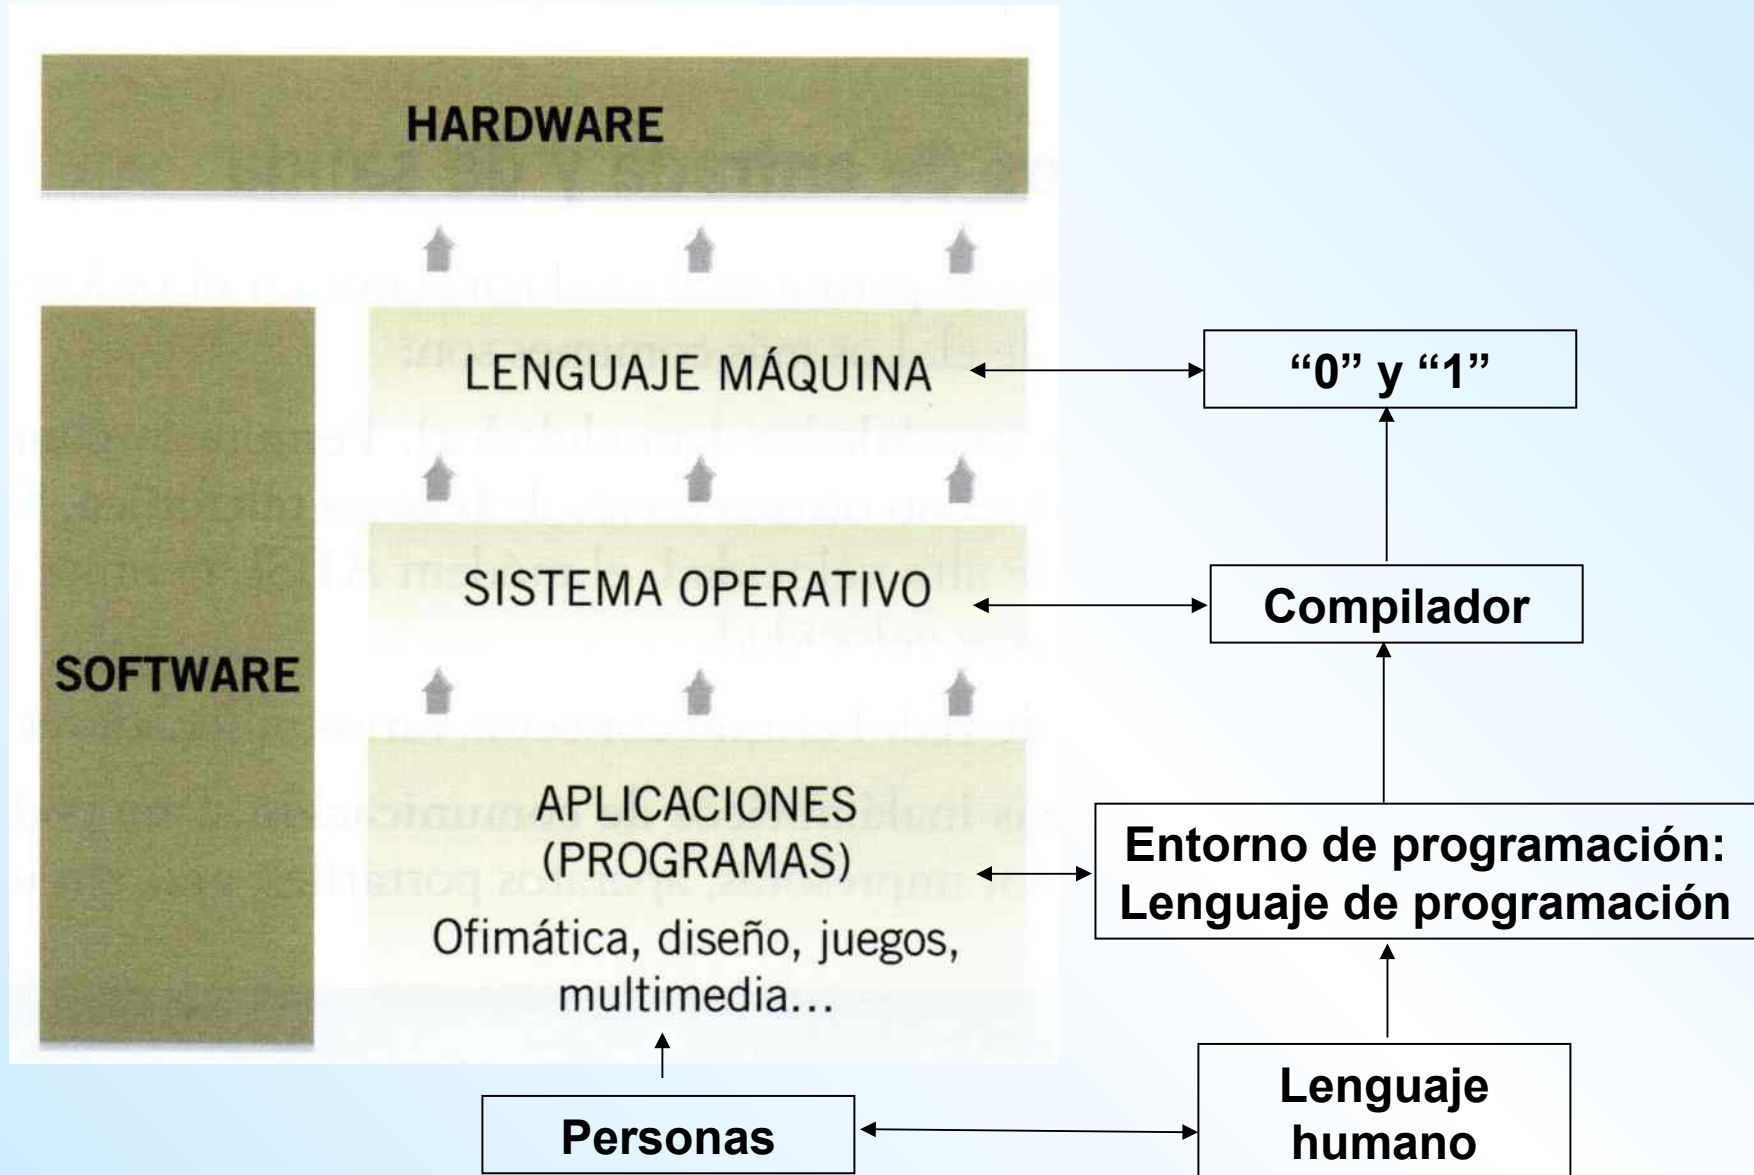 HARDWARE
SOFTWARE
LENGUAJE MÁQUINA
“0” y “1”
SISTEMA OPERATIVO
Compilador
APLICACIONES
(PROGRAMAS)
Ofimática, diseño, juegos,
multimedia...
Entorno de programación:
Lenguaje de programación
Personas
Lenguaje
humano